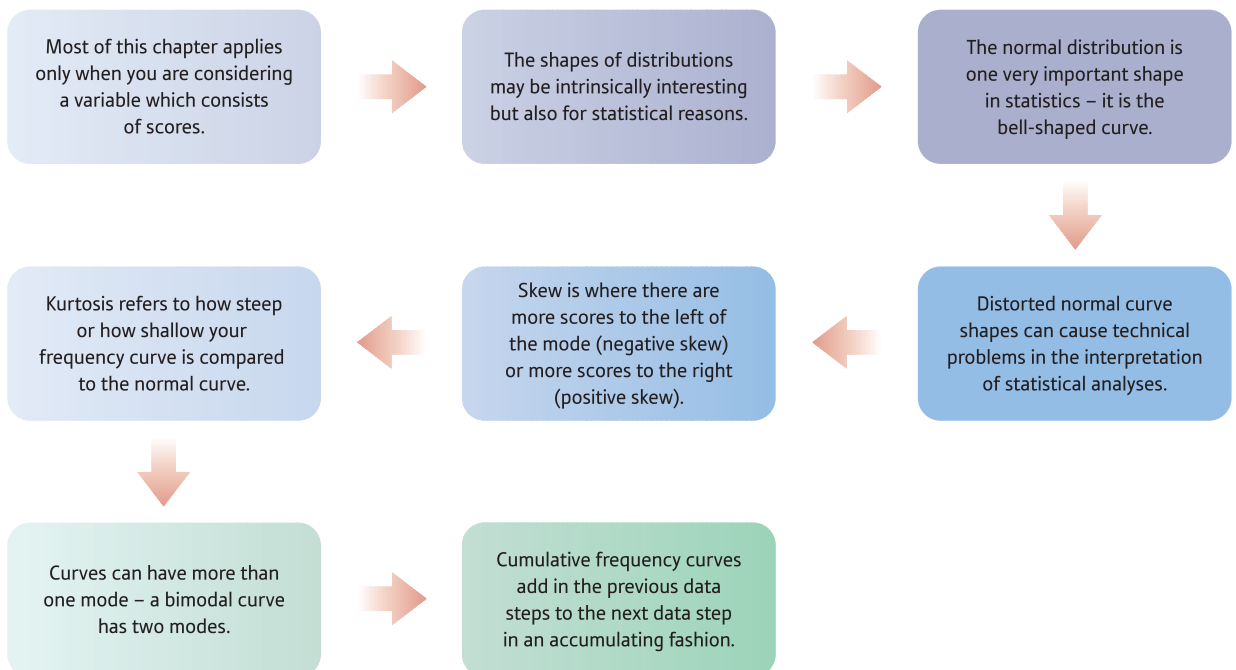 Most of this chapter applies
only when you are considering
a variable which consists
of scores.
The shapes of distributions
may be intrinsically interesting
but also for statistical reasons.
The normal distribution is
one very important shape
in statistics – it is the
bell-shaped curve.
Distorted normal curve
shapes can cause technical
problems in the interpretation
of statistical analyses.
Skew is where there are
more scores to the left of
the mode (negative skew)
or more scores to the right
(positive skew).
Kurtosis refers to how steep
or how shallow your
frequency curve is compared
to the normal curve.
Curves can have more than
one mode – a bimodal curve
has two modes.
Cumulative frequency curves
add in the previous data
steps to the next data step
in an accumulating fashion.